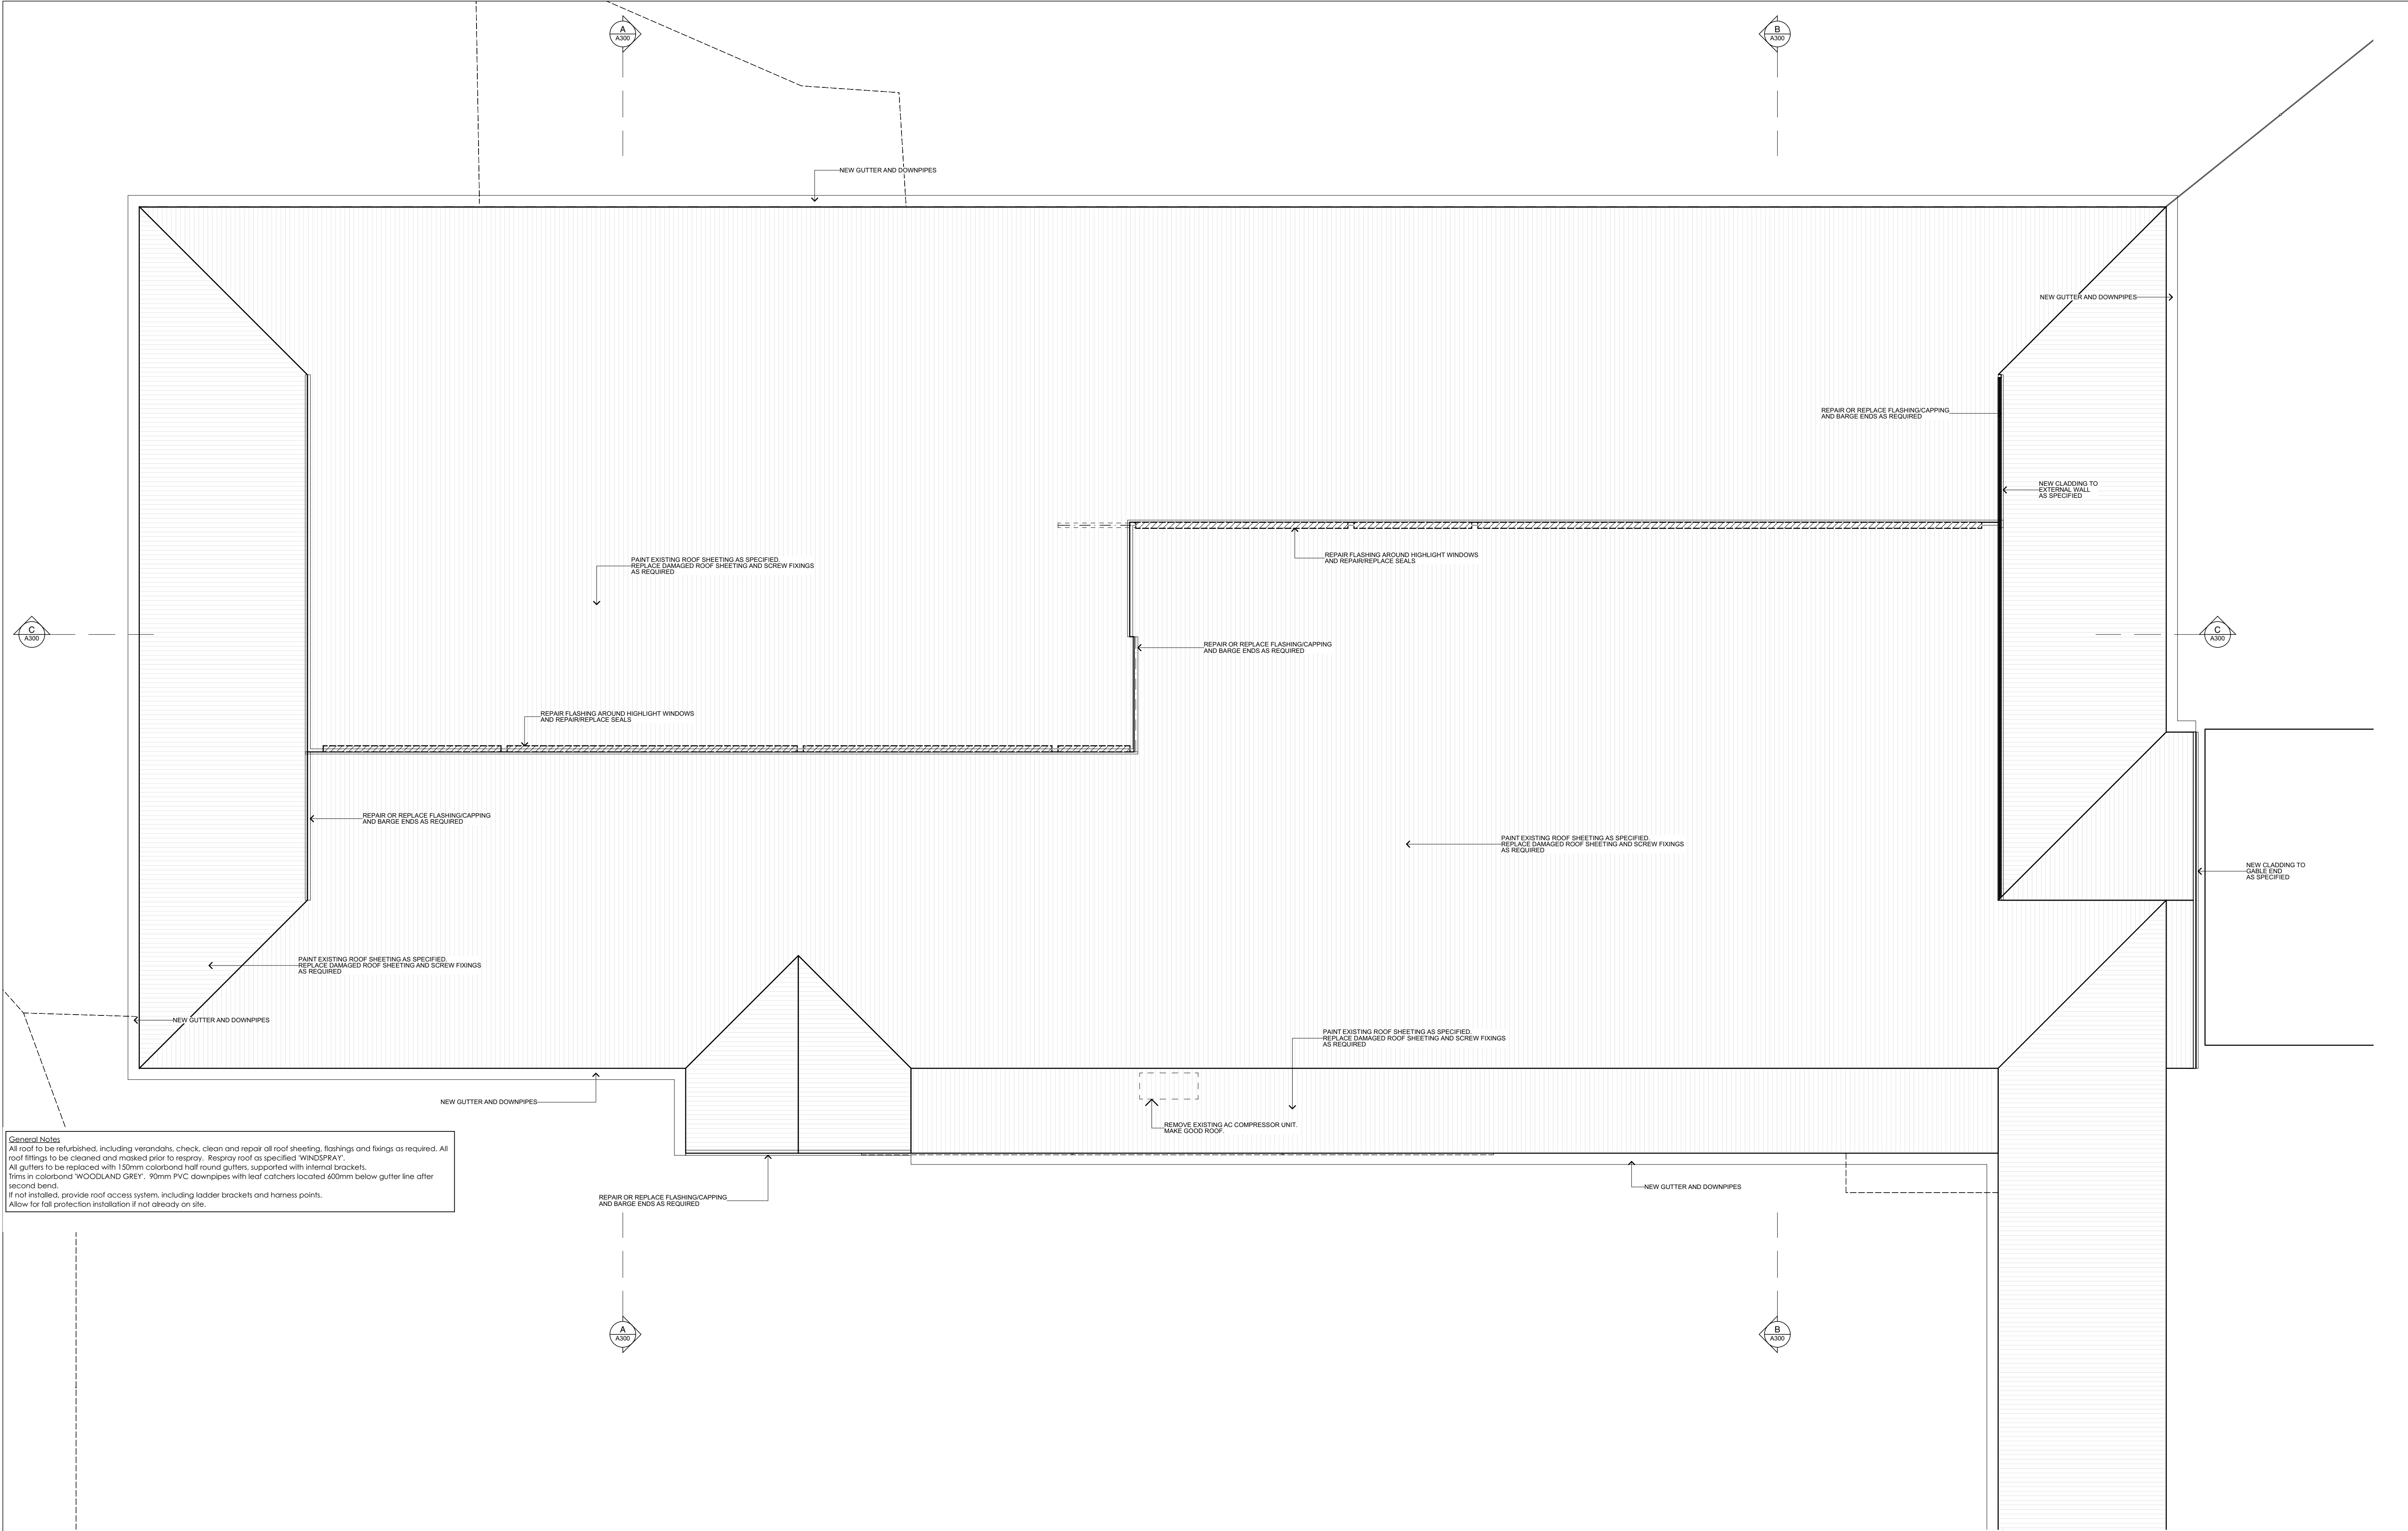 A
A300
B
A300
NEW GUTTER AND DOWNPIPES
NEW GUTTER AND DOWNPIPES
REPAIR OR REPLACE FLASHING/CAPPING
AND BARGE ENDS AS REQUIRED
NEW CLADDING TO
EXTERNAL WALL
AS SPECIFIED
PAINT EXISTING ROOF SHEETING AS SPECIFIED.
REPLACE DAMAGED ROOF SHEETING AND SCREW FIXINGS
AS REQUIRED
REPAIR FLASHING AROUND HIGHLIGHT WINDOWS
AND REPAIR/REPLACE SEALS
C
A300
REPAIR OR REPLACE FLASHING/CAPPING
AND BARGE ENDS AS REQUIRED
C
A300
REPAIR FLASHING AROUND HIGHLIGHT WINDOWS
AND REPAIR/REPLACE SEALS
REPAIR OR REPLACE FLASHING/CAPPING
AND BARGE ENDS AS REQUIRED
PAINT EXISTING ROOF SHEETING AS SPECIFIED.
REPLACE DAMAGED ROOF SHEETING AND SCREW FIXINGS
AS REQUIRED
NEW CLADDING TO
GABLE END
AS SPECIFIED
PAINT EXISTING ROOF SHEETING AS SPECIFIED.
REPLACE DAMAGED ROOF SHEETING AND SCREW FIXINGS
AS REQUIRED
NEW GUTTER AND DOWNPIPES
PAINT EXISTING ROOF SHEETING AS SPECIFIED.
REPLACE DAMAGED ROOF SHEETING AND SCREW FIXINGS
AS REQUIRED
NEW GUTTER AND DOWNPIPES
REMOVE EXISTING AC COMPRESSOR UNIT.
MAKE GOOD ROOF.
General Notes
All roof to be refurbished, including verandahs, check, clean and repair all roof sheeting, flashings and fixings as required. All
roof fittings to be cleaned and masked prior to respray. Respray roof as specified 'WINDSPRAY'.
All gutters to be replaced with 150mm colorbond half round gutters, supported with internal brackets.
Trims in colorbond 'WOODLAND GREY'. 90mm PVC downpipes with leaf catchers located 600mm below gutter line after
second bend.
If not installed, provide roof access system, including ladder brackets and harness points.
Allow for fall protection installation if not already on site.
REPAIR OR REPLACE FLASHING/CAPPING
AND BARGE ENDS AS REQUIRED
NEW GUTTER AND DOWNPIPES
A
A300
B
A300